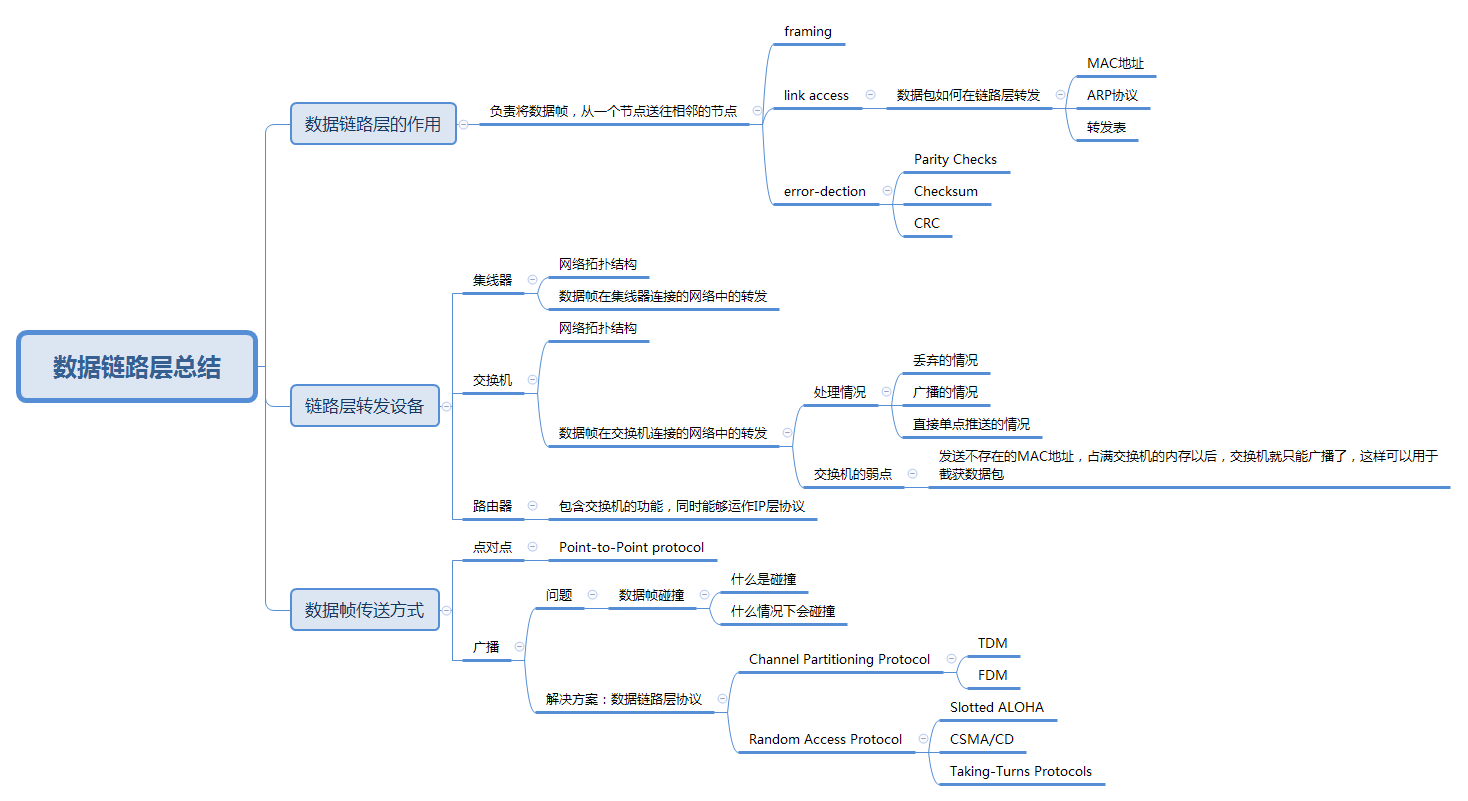 数据链路层总结
数据链路层的作用
负责将数据帧，从一个节点送往相邻的节点
framing
link access
数据包如何在链路层转发
MAC地址
ARP协议
转发表
error-dection
Parity Checks
Checksum
CRC
链路层转发设备
集线器
网络拓扑结构
数据帧在集线器连接的网络中的转发
交换机
网络拓扑结构
数据帧在交换机连接的网络中的转发
处理情况
丢弃的情况
广播的情况
直接单点推送的情况
交换机的弱点
发送不存在的MAC地址，占满交换机的内存以后，交换机就只能广播了，这样可以用于
截获数据包
路由器
包含交换机的功能，同时能够运作IP层协议
数据帧传送方式
点对点
Point-to-Point protocol
广播
问题
数据帧碰撞
什么是碰撞
什么情况下会碰撞
解决方案：数据链路层协议
Channel Partitioning Protocol
TDM
FDM
Random Access Protocol
Slotted ALOHA
CSMA/CD
Taking-Turns Protocols